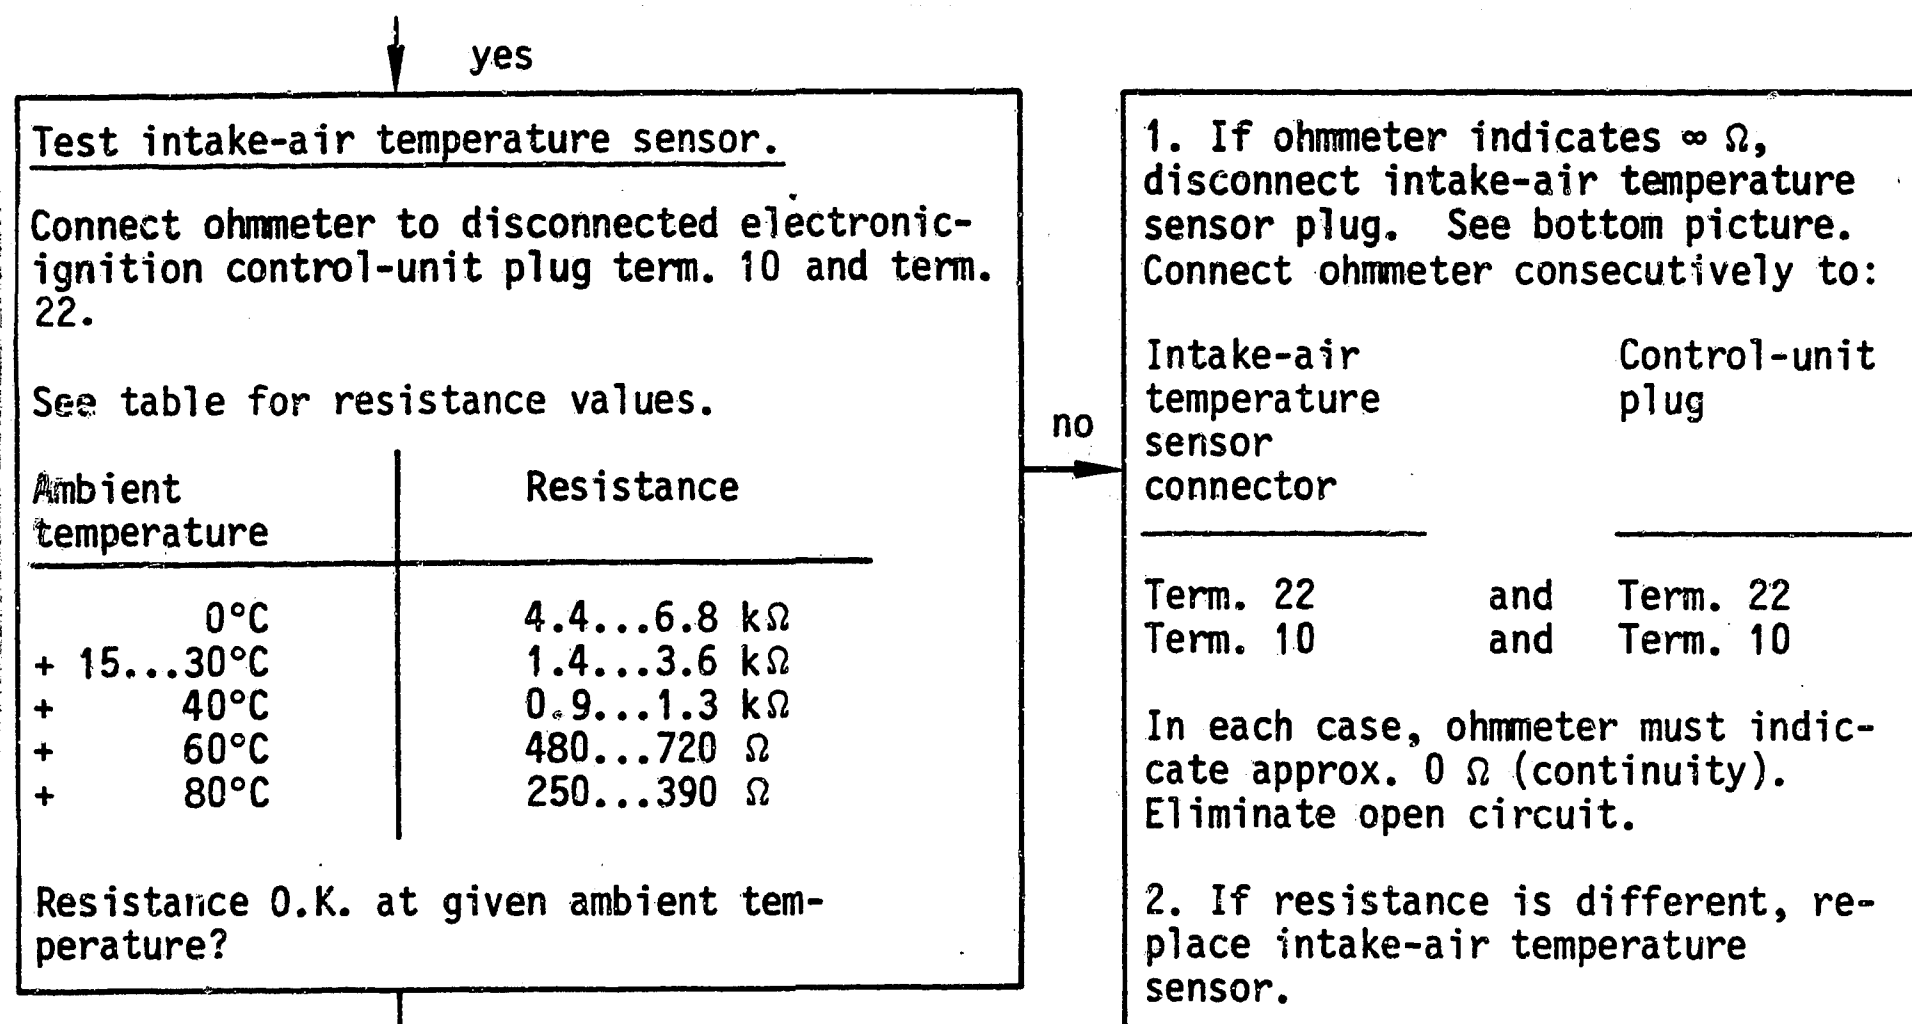 yes
Test intake-air temperature sensor.
Connect ohmmeter to disconnected electronic-
ignition control-unit plug term. 10 and term.
22.
See table for resistance values.
Ambient
temperature
Resistance
0°C 4.4...6.8 kΩ
+ 15...30°C 1.4...3.6 kΩ
+ 40°C 0.9...1.3 kΩ
+ 60°C 480...720 Ω
+ 80°C 250...390 Ω
Resistance O.K. at given ambient tem-
perature?
no
1. If ohmmeter indicates ∞ Ω,
disconnect intake-air temperature
sensor plug. See bottom picture.
Connect ohmmeter consecutively to:
Intake-air
temperature
sensor
connector
Control-unit
plug
Term. 22 and Term. 22
Term. 10 and Term. 10
In each case, ohmmeter must indic-
cate approx. 0 Ω (continuity).
Eliminate open circuit.
2. If resistance is different, re-
place intake-air temperature
sensor.